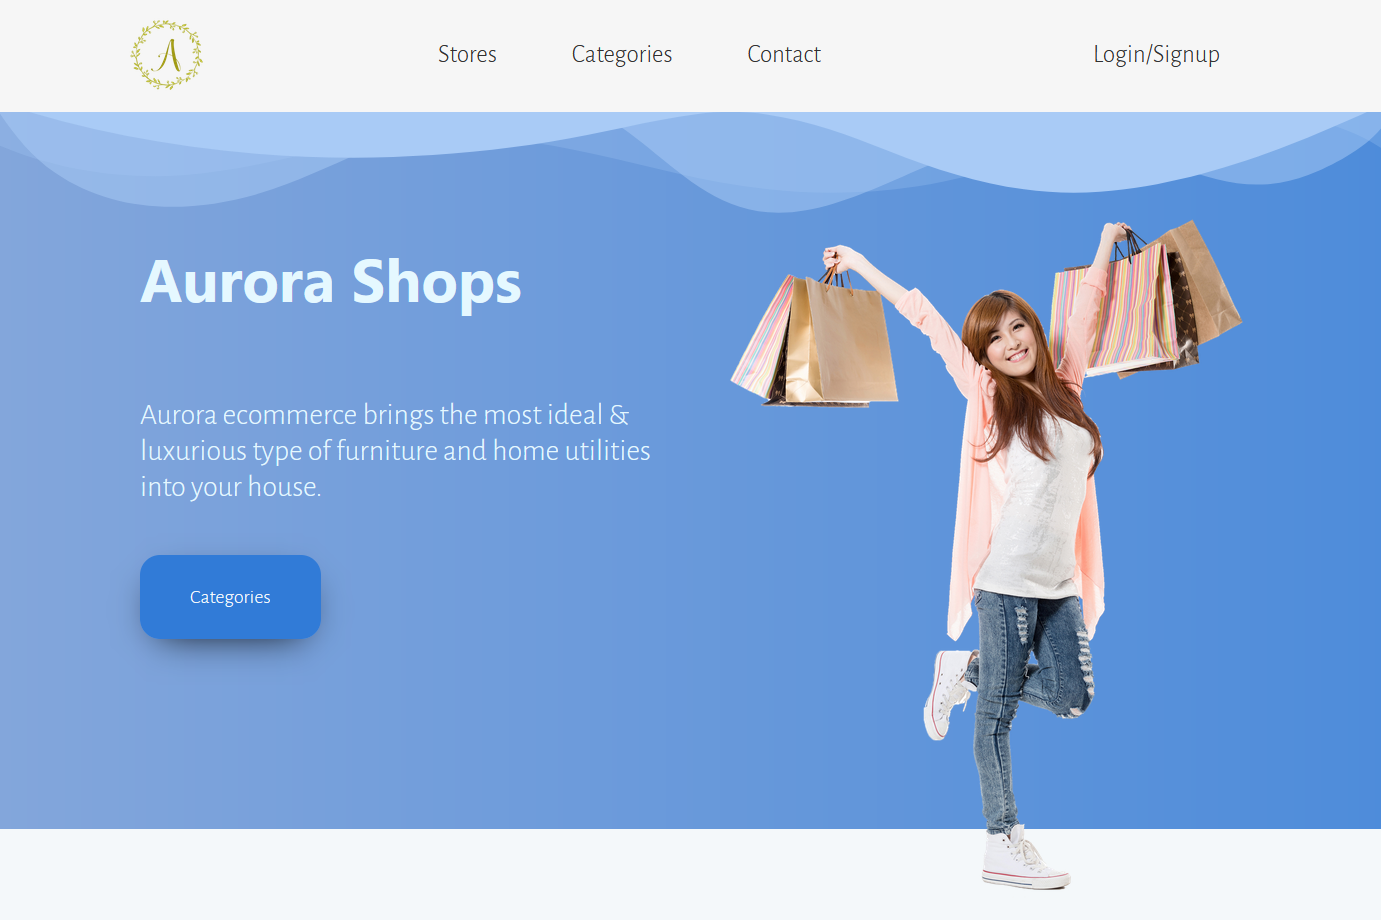 A
Stores
Categories
Contact
Login/Signup
Aurora Shops
Aurora ecommerce brings the most ideal &
luxurious type of furniture and home utilities
into your house.
Categories